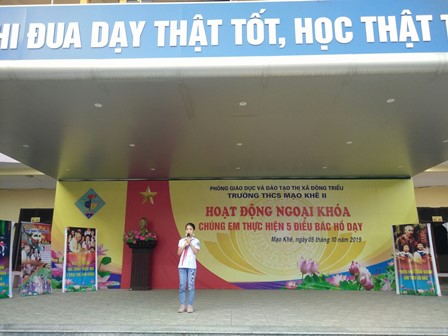 HI ĐUA DẠY THẬT TỐT, HỌC THẬT T
PHÒNG GIÁO DỤC VÀ ĐÀO TẠO THỊ XÃ ĐÔNG TRIỀU
TRƯỜNG THCS MẠO KHÊ II
HOẠT ĐỘNG NGOẠI KHÓA
CHÚNG EM THỰC HIỆN 5 ĐIỀU BÁC HỒ DẠY
Mạo Khê, ngày 05 tháng 10 năm 2019